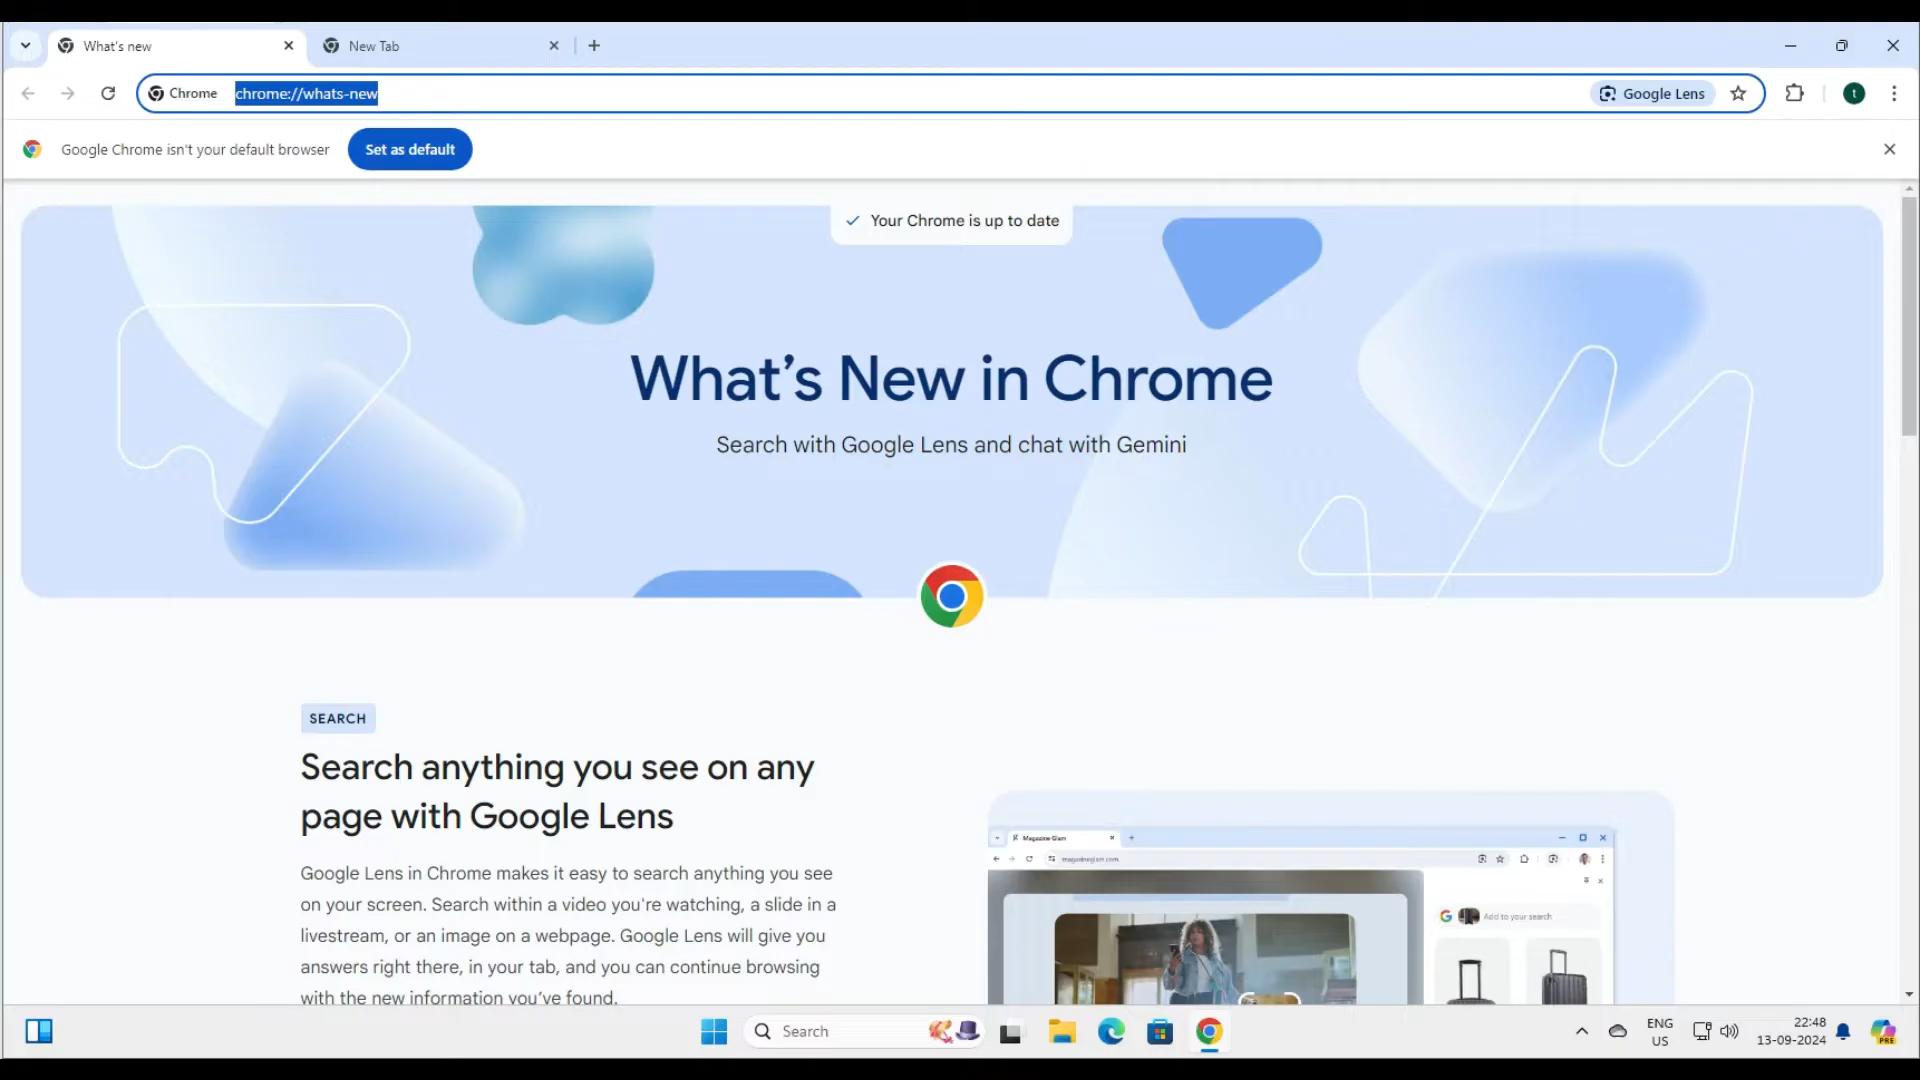 What's new
New Tab
Chrome
chrome://whats-new
Google Lens
t
Google Chrome isn't your default browser
Set as default
Your Chrome is up to date
What's New in Chrome
Search with Google Lens and chat with Gemini
SEARCH
Search anything you see on any
page with Google Lens
Google Lens in Chrome makes it easy to search anything you see
on your screen. Search within a video you're watching, a slide in a
livestream, or an image on a webpage. Google Lens will give you
answers right there, in your tab, and you can continue browsing
with the new information you've found.
Magazine Glam
magazineglam.com
Add to your search
Search
ENG
US
22:48
13-09-2024
PRE